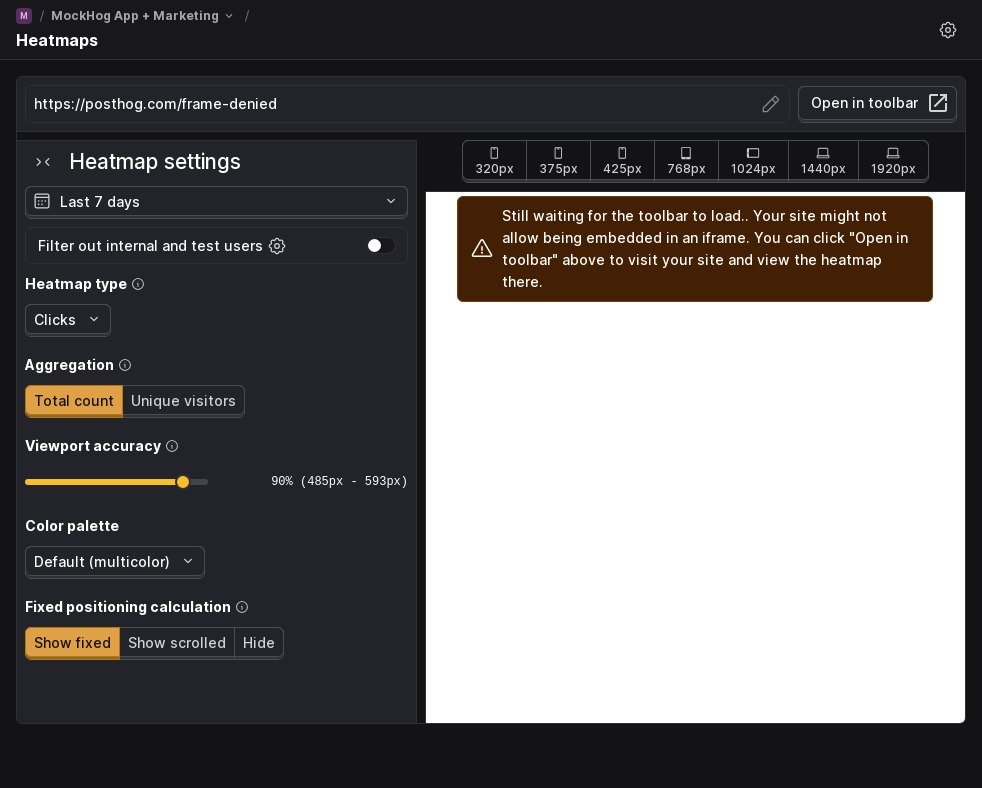 M / MockHog App + Marketing /
Heatmaps
https://posthog.com/frame-denied
Open in toolbar
Heatmap settings
320px 375px 425px 768px 1024px 1440px 1920px
Last 7 days
Filter out internal and test users
Heatmap type
Clicks
Aggregation
Total count Unique visitors
Viewport accuracy
90% (485px - 593px)
Color palette
Default (multicolor)
Fixed positioning calculation
Show fixed Show scrolled Hide
Still waiting for the toolbar to load.. Your site might not
allow being embedded in an iframe. You can click "Open in
toolbar" above to visit your site and view the heatmap
there.